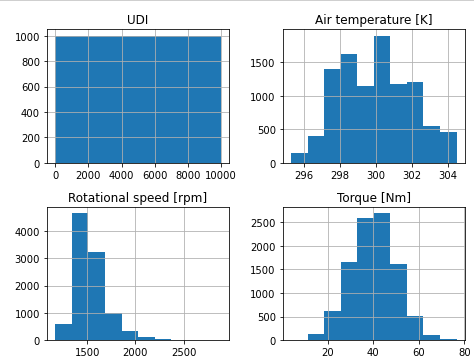 UDI
1000
800
600
400
200
0
0 2000 4000 6000 8000 10000
Air temperature [K]
1500
1000
500
0
296 298 300 302 304
Rotational speed [rpm]
4000
3000
2000
1000
0
1500 2000 2500
Torque [Nm]
2500
2000
1500
1000
500
0
20 40 60 80